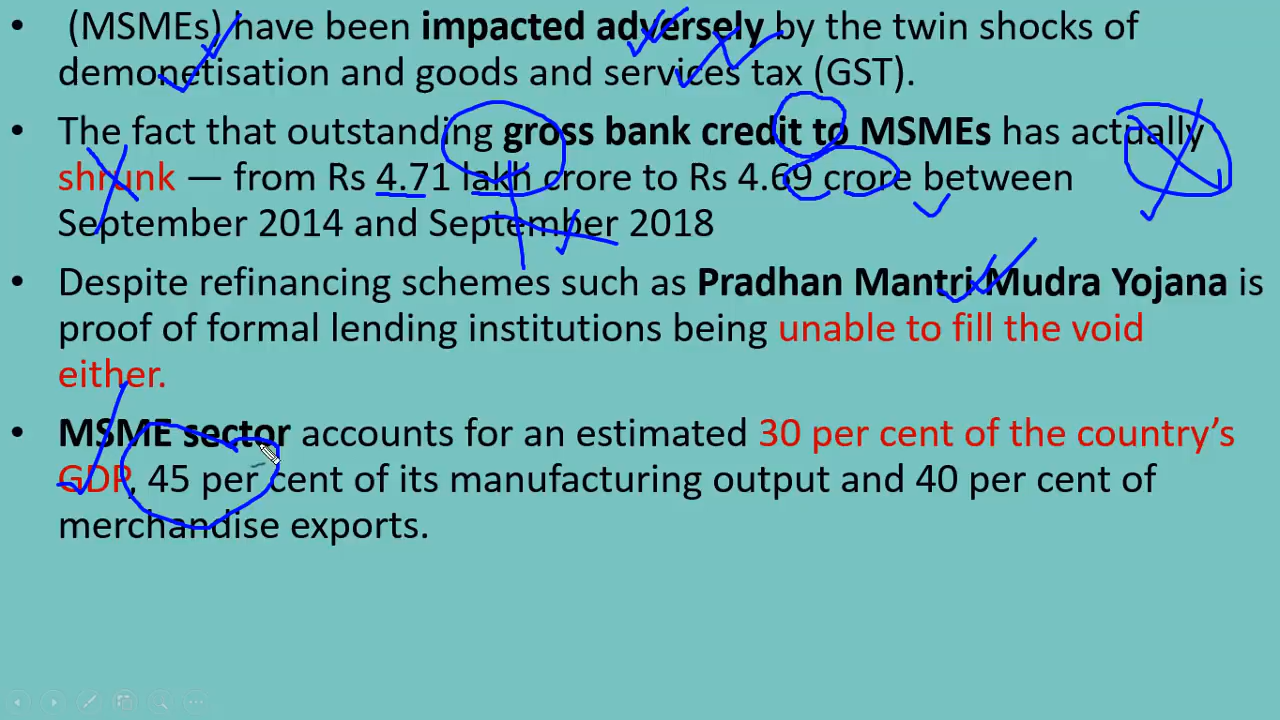 • (MSMEs) have been impacted adversely by the twin shocks of
demonetisation and goods and services tax (GST).
• The fact that outstanding gross bank credit to MSMEs has actually
shrunk — from Rs 4.71 lakh crore to Rs 4.69 crore between
September 2014 and September 2018
• Despite refinancing schemes such as Pradhan Mantri Mudra Yojana is
proof of formal lending institutions being unable to fill the void
either.
• MSME sector accounts for an estimated 30 per cent of the country’s
GDP, 45 per cent of its manufacturing output and 40 per cent of
merchandise exports.